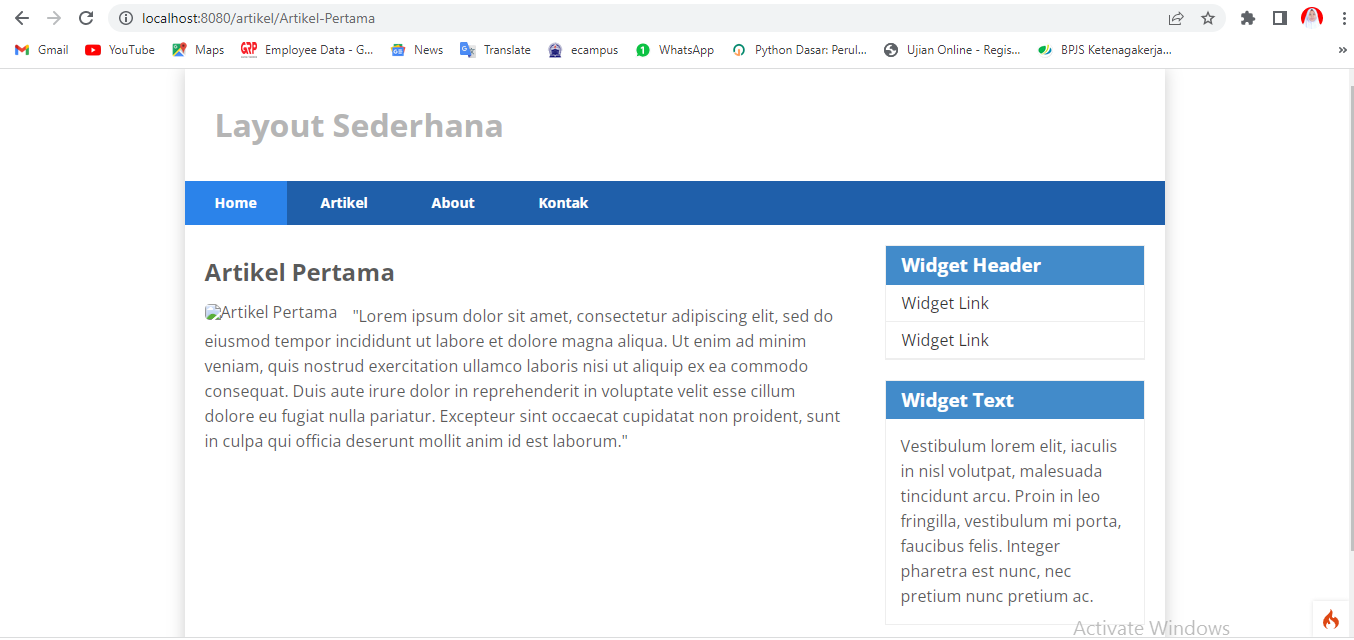 localhost:8080/artikel/Artikel-Pertama
Gmail YouTube Maps GRP Employee Data - G... GE News Translate ecampus 1 WhatsApp Python Dasar: Perul... Ujian Online - Regis... BPJS Ketenagakerja... »
Layout Sederhana
Home Artikel About Kontak
Artikel Pertama
Artikel Pertama "Lorem ipsum dolor sit amet, consectetur adipiscing elit, sed do
eiusmod tempor incididunt ut labore et dolore magna aliqua. Ut enim ad minim
veniam, quis nostrud exercitation ullamco laboris nisi ut aliquip ex ea commodo
consequat. Duis aute irure dolor in reprehenderit in voluptate velit esse cillum
dolore eu fugiat nulla pariatur. Excepteur sint occaecat cupidatat non proident, sunt
in culpa qui officia deserunt mollit anim id est laborum."
Widget Header
Widget Link
Widget Link
Widget Text
Vestibulum lorem elit, iaculis
in nisl volutpat, malesuada
tincidunt arcu. Proin in leo
fringilla, vestibulum mi porta,
faucibus felis. Integer
pharetra est nunc, nec
pretium nunc pretium ac.
Activate Windows